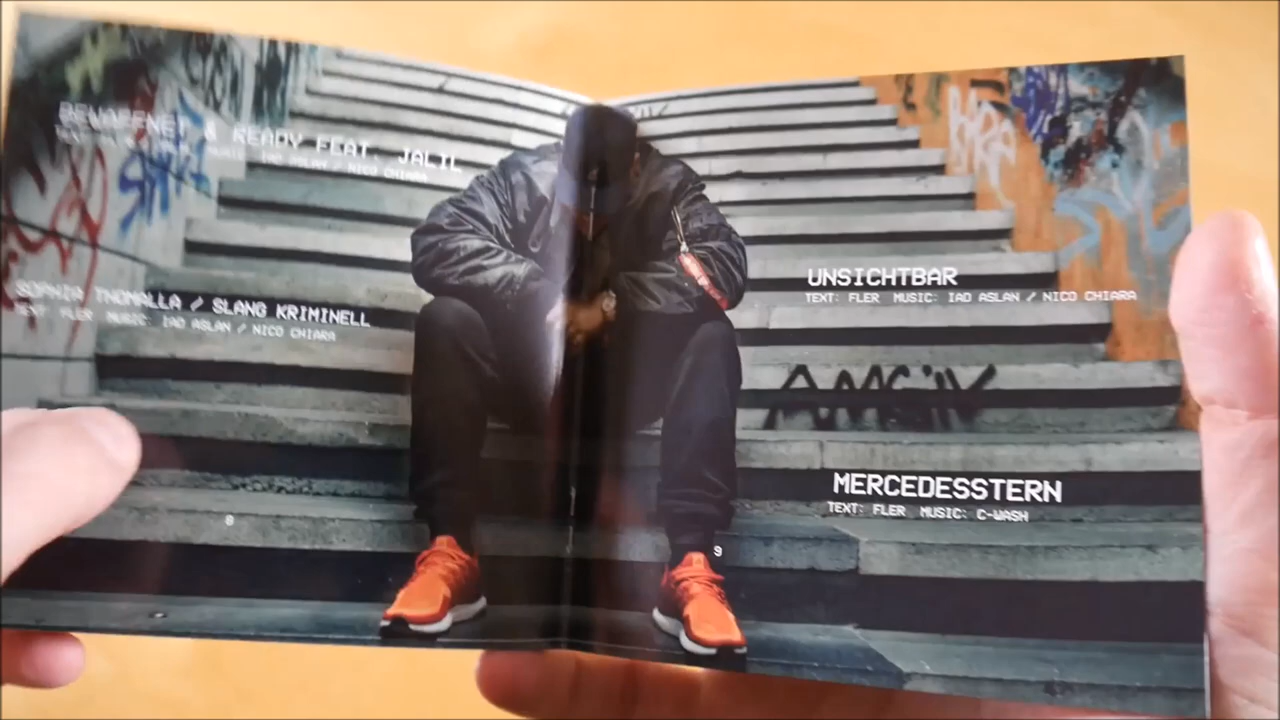 BEWAFFNET & READY FEAT. JALIL
MUSIC: IAD ASLAN / NICO CHIARA
SOPHIA THOMALLA / SLANG KRIMINELL
TEXT: FLER MUSIC: IAD ASLAN / NICO CHIARA
8
UNSICHTBAR
TEXT: FLER MUSIC: IAD ASLAN / NICO CHIARA
MERCEDESSTERN
TEXT: FLER MUSIC: C-WASH
9